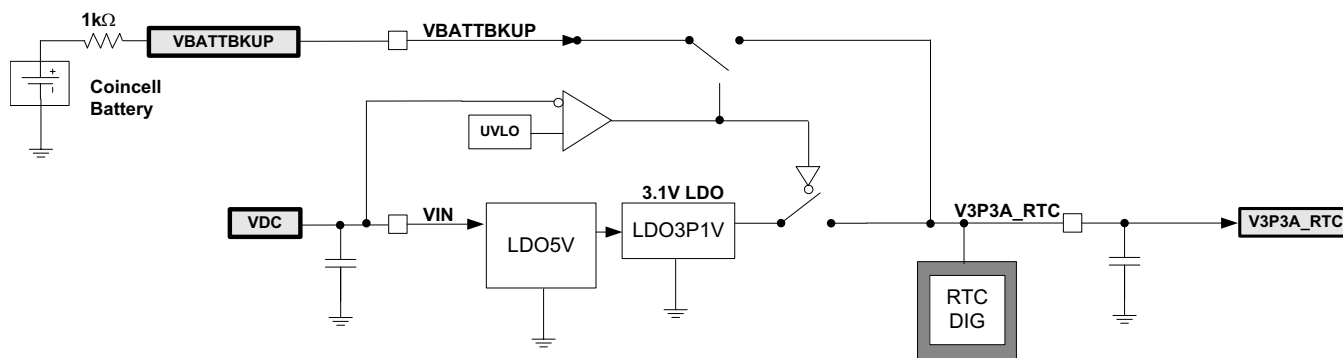 1kΩ
VBATTBKUP
VBATTBKUP
+
-
Coincell
Battery
UVLO
3.1V LDO
VDC
VIN
LDO5V
LDO3P1V
V3P3A_RTC
V3P3A_RTC
RTC
DIG